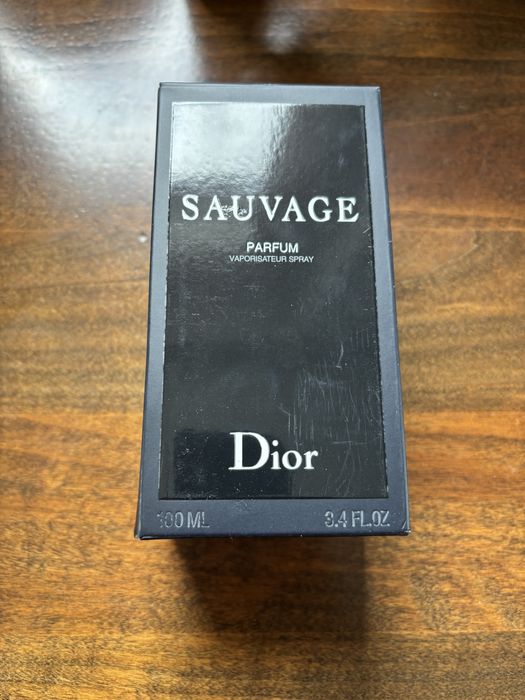 SAUVAGE
PARFUM
VAPORISATEUR SPRAY
Dior
100 ML 3.4 FL.OZ